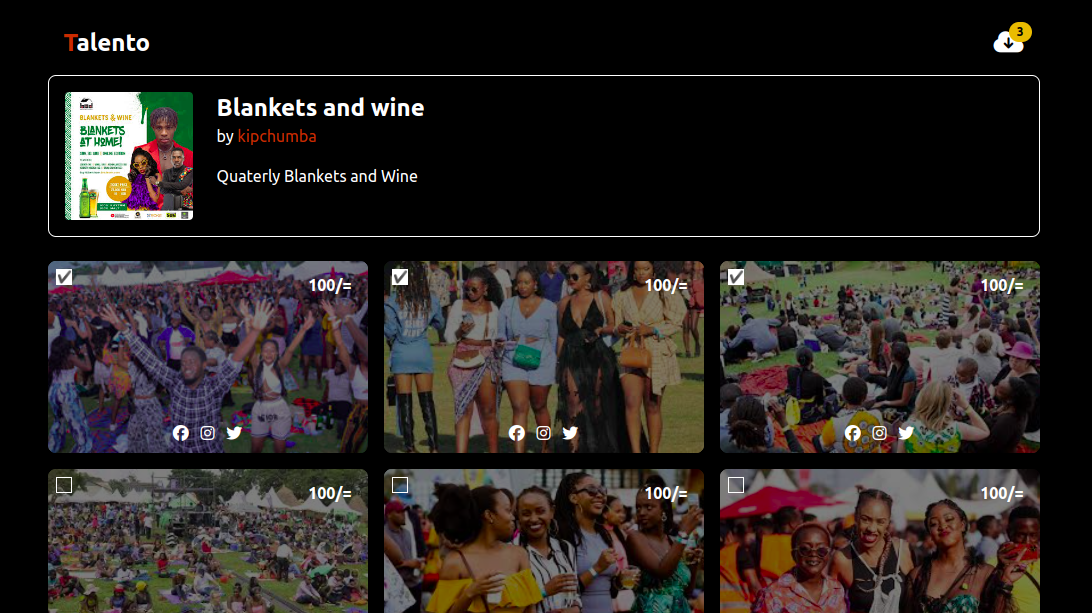 Talento
3
Blankets and wine
by kipchumba
Quaterly Blankets and Wine
BLANKETS & WINE
BLANKETS
AT HOME!
100/=
100/=
100/=
100/=
100/=
100/=